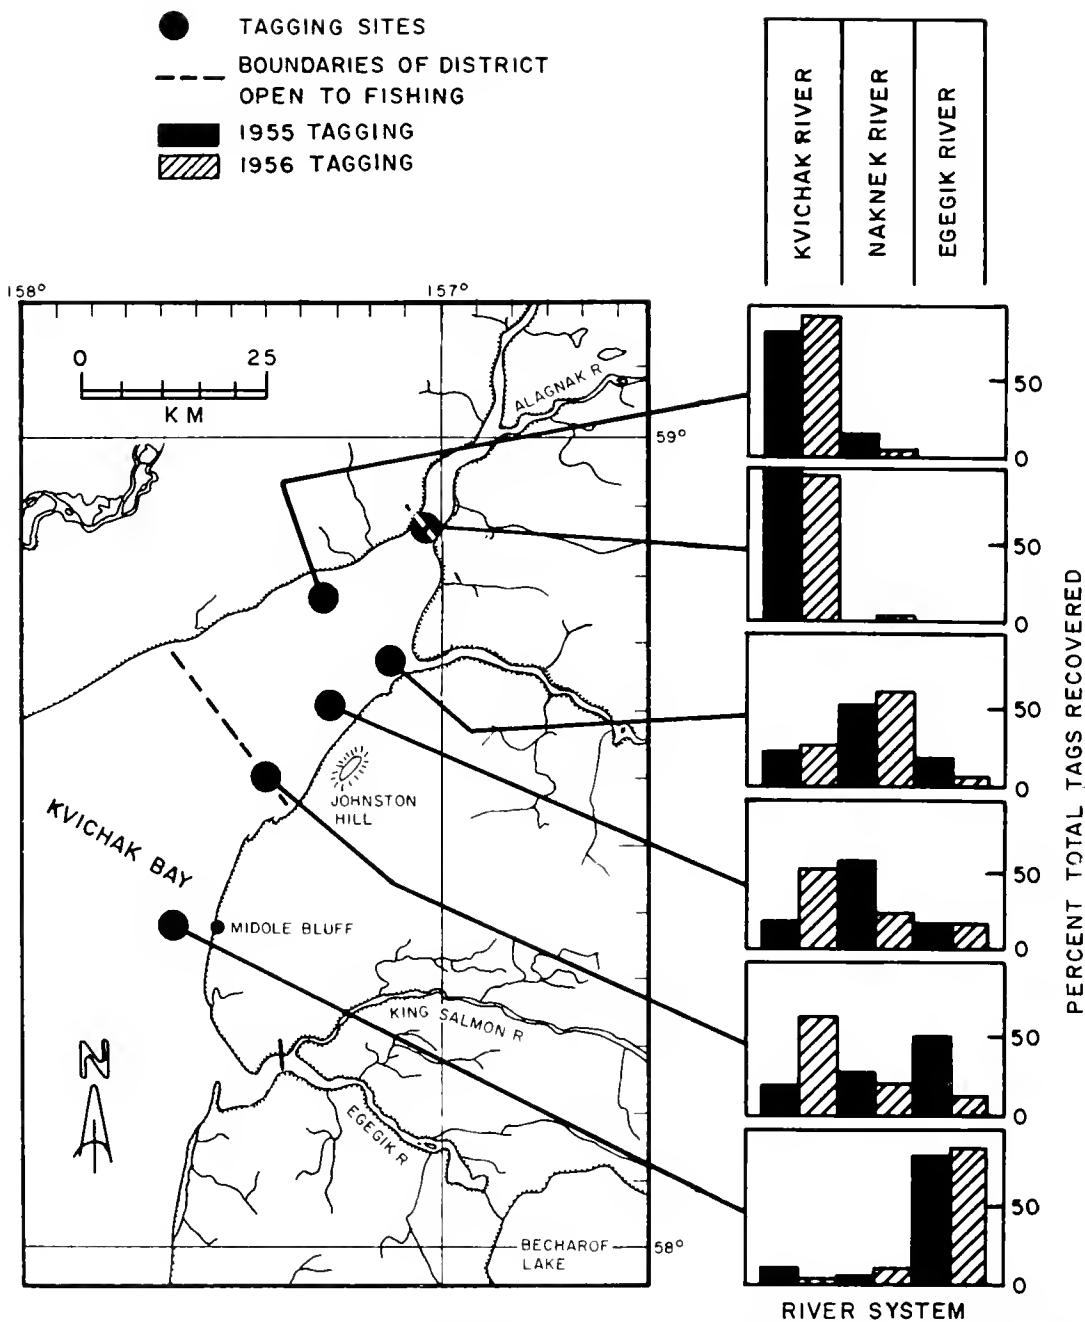 TAGGING SITES
BOUNDARIES OF DISTRICT
OPEN TO FISHING
1955 TAGGING
1956 TAGGING
KVICHAK RIVER
NAKNEK RIVER
EGEGIK RIVER
158°
157°
0 25
KM
ALAGNAK R
59°
JOHNSTON
HILL
KVICHAK BAY
MIDOLE BLUFF
KING SALMON R
N
EGEGIK R
BECHAROF
LAKE
58°
50
0
50
0
50
0
50
0
50
0
50
0
PERCENT TOTAL TAGS RECOVERED
RIVER SYSTEM